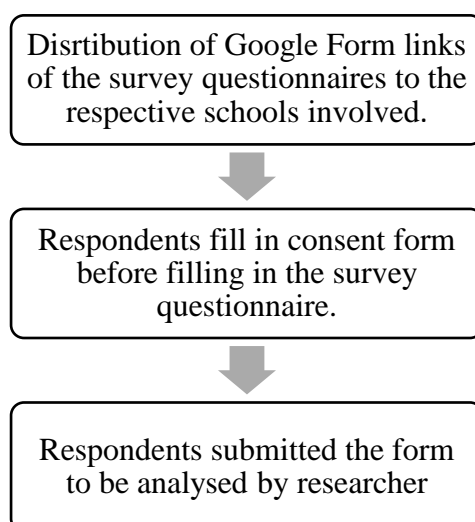 Disrtibution of Google Form links
of the survey questionnaires to the
respective schools involved.
Respondents fill in consent form
before filling in the survey
questionnaire.
Respondents submitted the form
to be analysed by researcher